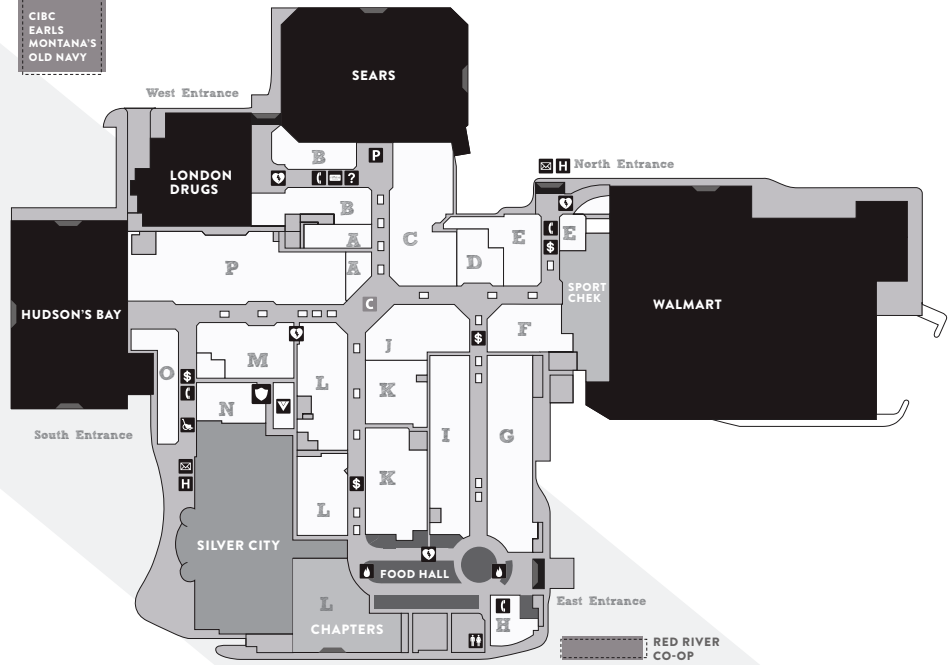 CIBC
EARLS
MONTANA'S
OLD NAVY
SEARS
West Entrance
B
P
LONDON
DRUGS
?
B
H North Entrance
A
C
E
$
E
D
P
A
SPORT
CHEK
C
HUDSON'S BAY
WALMART
$
F
J
M
O
L
K
$
N
I
G
South Entrance
K
H
$
L
SILVER CITY
FOOD HALL
L
East Entrance
CHAPTERS
H
RED RIVER
CO-OP